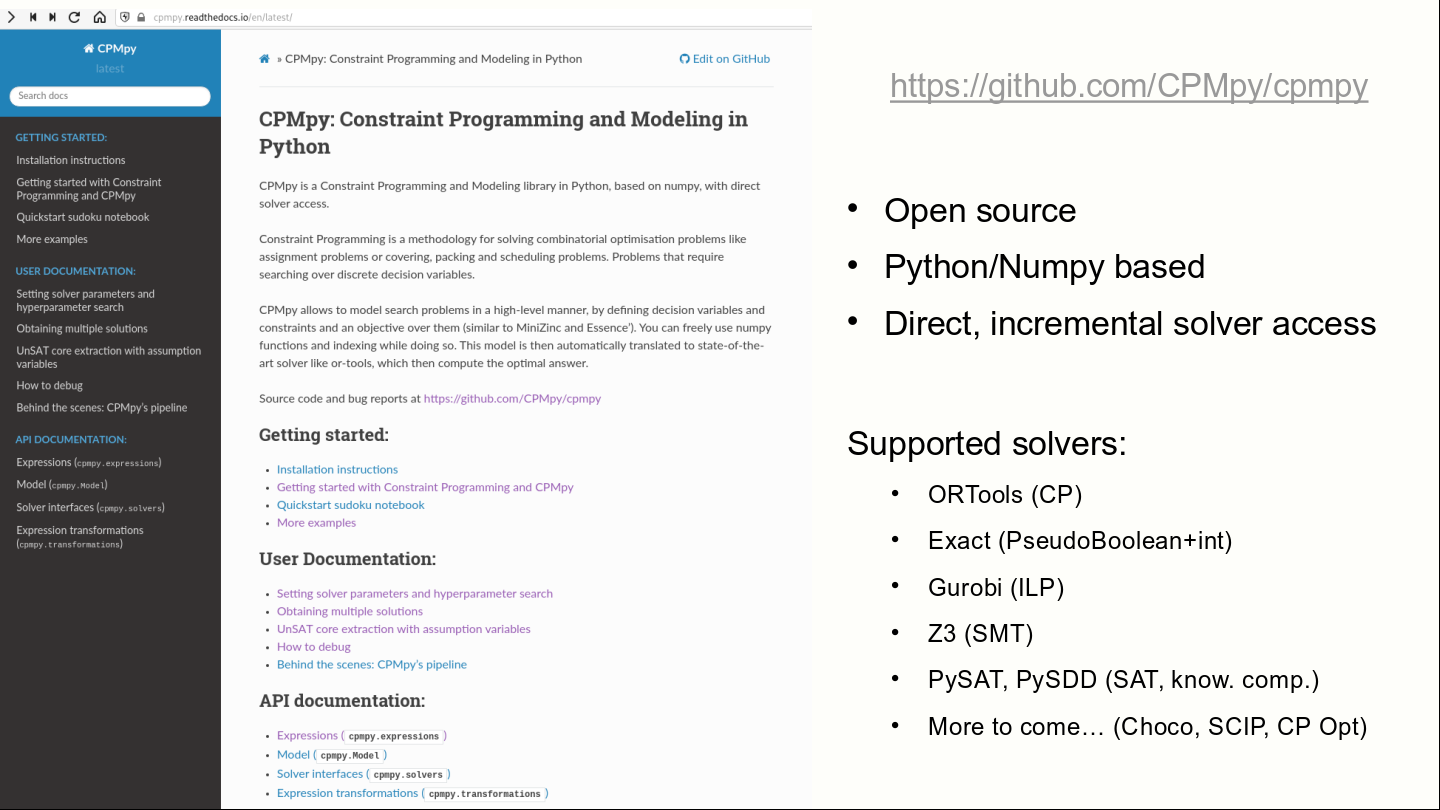 cpmpy.readthedocs.io/en/latest/
CPMpy
latest
Search docs
GETTING STARTED:
Installation instructions
Getting started with Constraint
Programming and CPMpy
Quickstart sudoku notebook
More examples
USER DOCUMENTATION:
Setting solver parameters and
hyperparameter search
Obtaining multiple solutions
UnSAT core extraction with assumption
variables
How to debug
Behind the scenes: CPMpy's pipeline
API DOCUMENTATION:
Expressions (cpmpy.expressions)
Model (cpmpy.Model)
Solver interfaces (cpmpy.solvers)
Expression transformations
(cpmpy.transformations)
» CPMpy: Constraint Programming and Modeling in Python
Edit on GitHub
CPMpy: Constraint Programming and Modeling in
Python
CPMpy is a Constraint Programming and Modeling library in Python, based on numpy, with direct
solver access.
Constraint Programming is a methodology for solving combinatorial optimisation problems like
assignment problems or covering, packing and scheduling problems. Problems that require
searching over discrete decision variables.
CPMpy allows to model search problems in a high-level manner, by defining decision variables and
constraints and an objective over them (similar to MiniZinc and Essence'). You can freely use numpy
functions and indexing while doing so. This model is then automatically translated to state-of-the-
art solver like or-tools, which then compute the optimal answer.
Source code and bug reports at https://github.com/CPMpy/cpmpy
Getting started:
• Installation instructions
• Getting started with Constraint Programming and CPMpy
• Quickstart sudoku notebook
• More examples
User Documentation:
• Setting solver parameters and hyperparameter search
• Obtaining multiple solutions
• UnSAT core extraction with assumption variables
• How to debug
• Behind the scenes: CPMpy's pipeline
API documentation:
• Expressions ( cpmpy.expressions )
• Model ( cpmpy.Model )
• Solver interfaces ( cpmpy.solvers )
• Expression transformations ( cpmpy.transformations )
https://github.com/CPMpy/cpmpy
• Open source
• Python/Numpy based
• Direct, incremental solver access
Supported solvers:
• ORTools (CP)
• Exact (PseudoBoolean+int)
• Gurobi (ILP)
• Z3 (SMT)
• PySAT, PySDD (SAT, know. comp.)
• More to come… (Choco, SCIP, CP Opt)